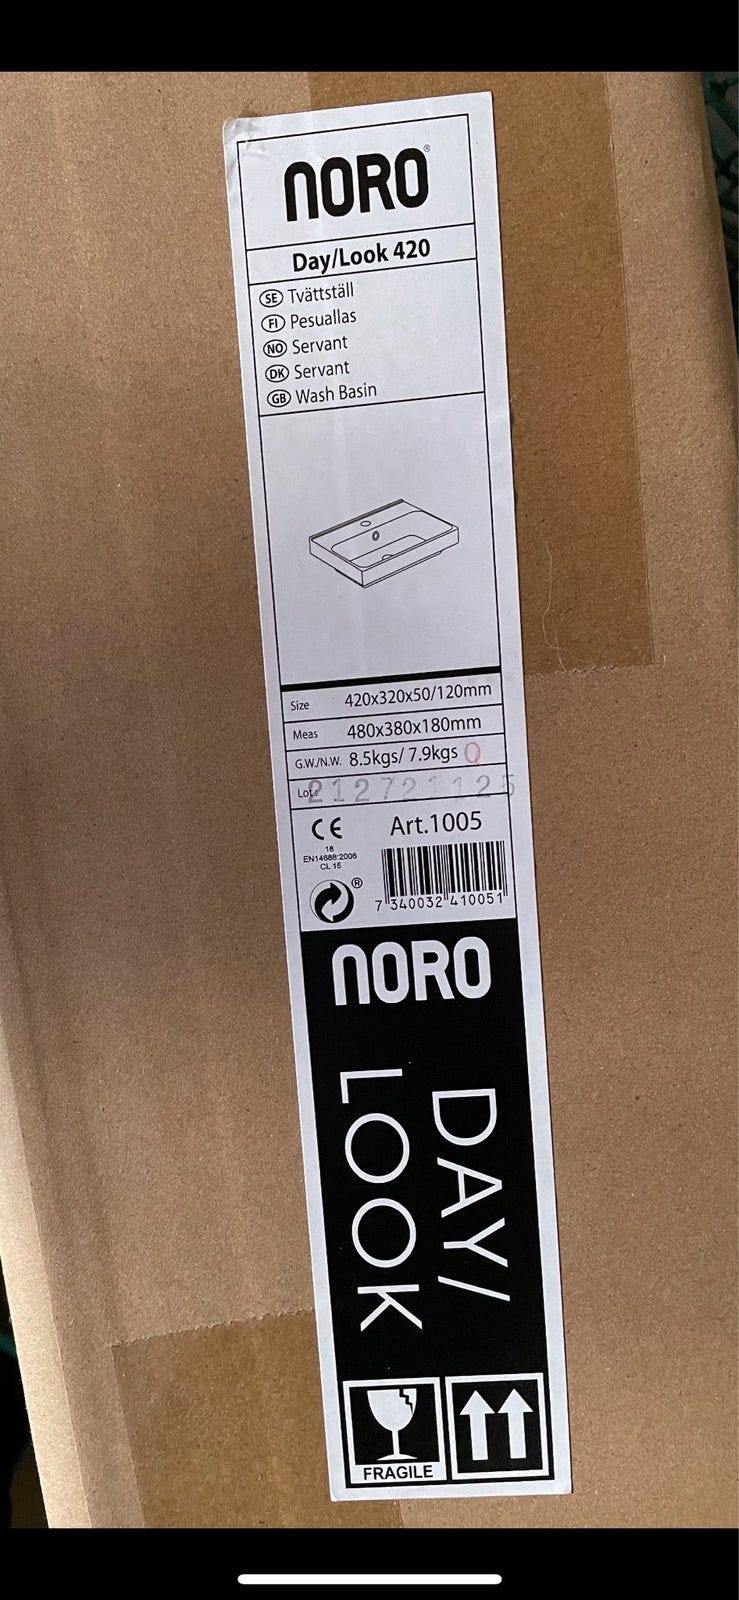 NORO®
Day/Look 420
SE Tvättställ
FI Pesuallas
NO Servant
DK Servant
GB Wash Basin
Size 420x320x50/120mm
Meas 480x380x180mm
G.W./N.W. 8.5kgs/ 7.9kgs Q
Lot: 212721125
CE Art.1005
18
EN14688:2006
CL 15
®
7 340032 410051
NORO
DAY/
LOOK
FRAGILE